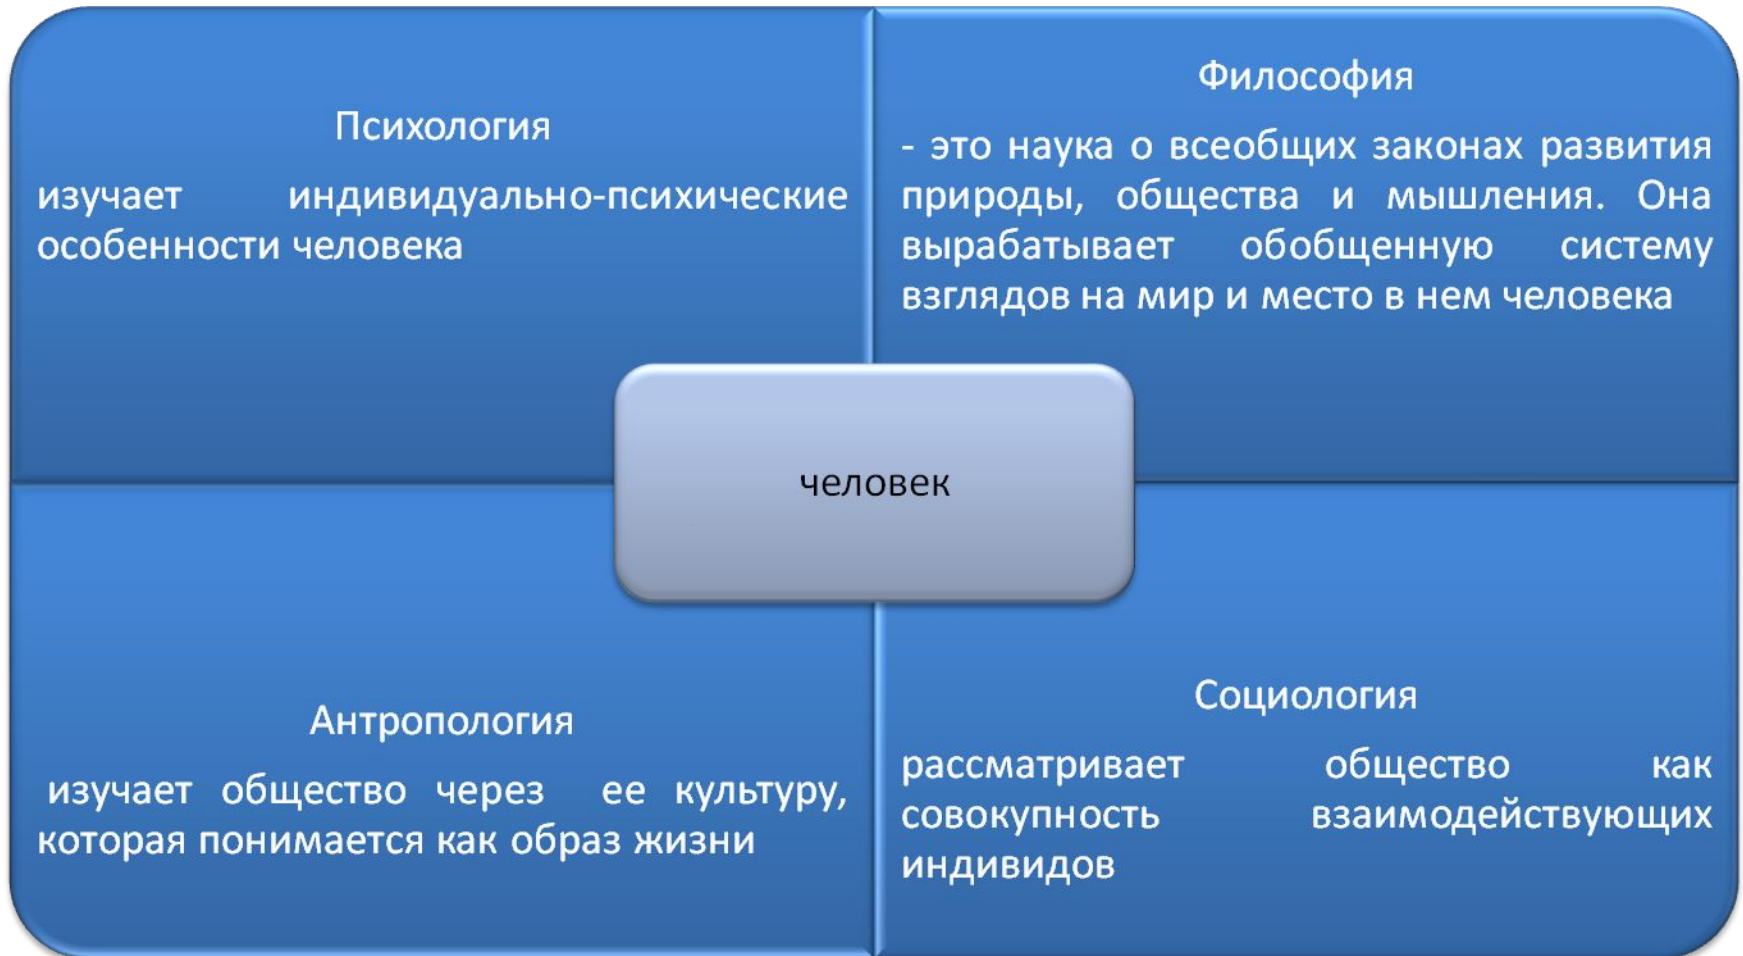 Психология
изучает индивидуально-психические
особенности человека
Философия
- это наука о всеобщих законах развития
природы, общества и мышления. Она
вырабатывает обобщенную систему
взглядов на мир и место в нем человека
человек
Антропология
изучает общество через ее культуру,
которая понимается как образ жизни
Социология
рассматривает общество как
совокупность взаимодействующих
индивидов